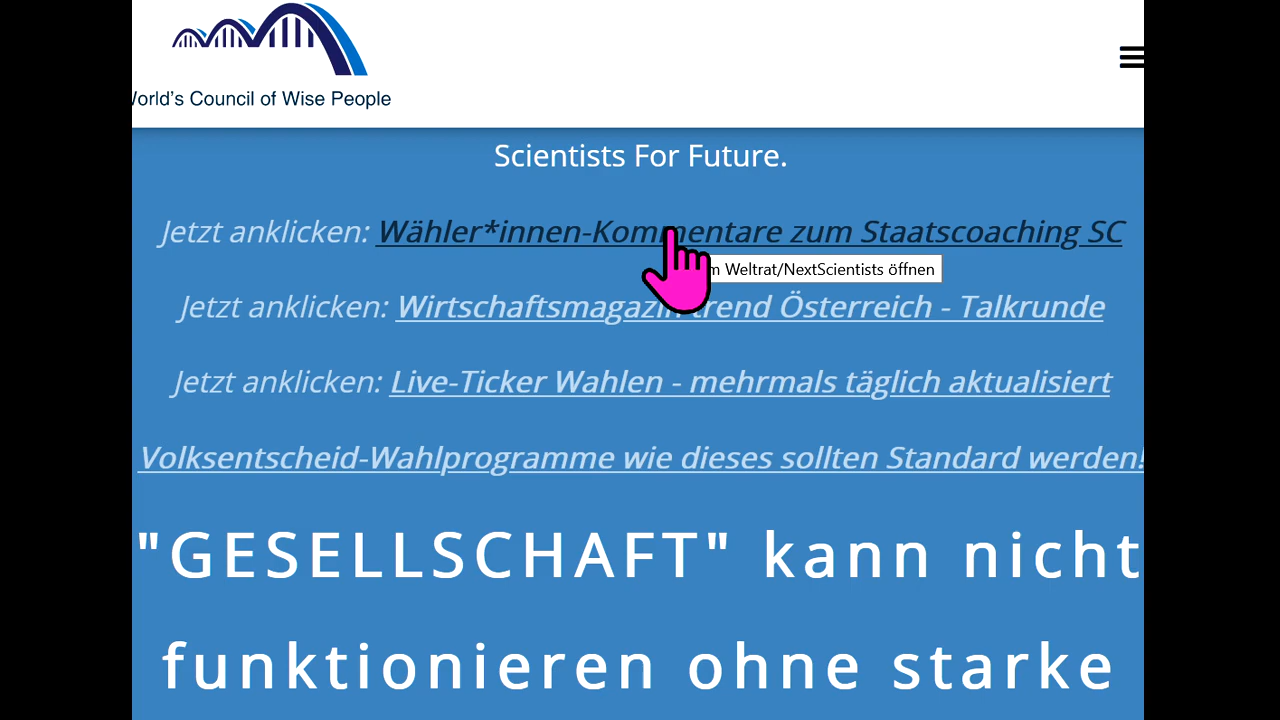 World's Council of Wise People
Scientists For Future.
Jetzt anklicken: Wähler*innen-Kommentare zum Staatscoaching SC
Weltrat/NextScientists öffnen
Jetzt anklicken: Wirtschaftsmagazin trend Österreich - Talkrunde
Jetzt anklicken: Live-Ticker Wahlen - mehrmals täglich aktualisiert
Volksentscheid-Wahlprogramme wie dieses sollten Standard werden!
"GESELLSCHAFT" kann nicht
funktionieren ohne starke